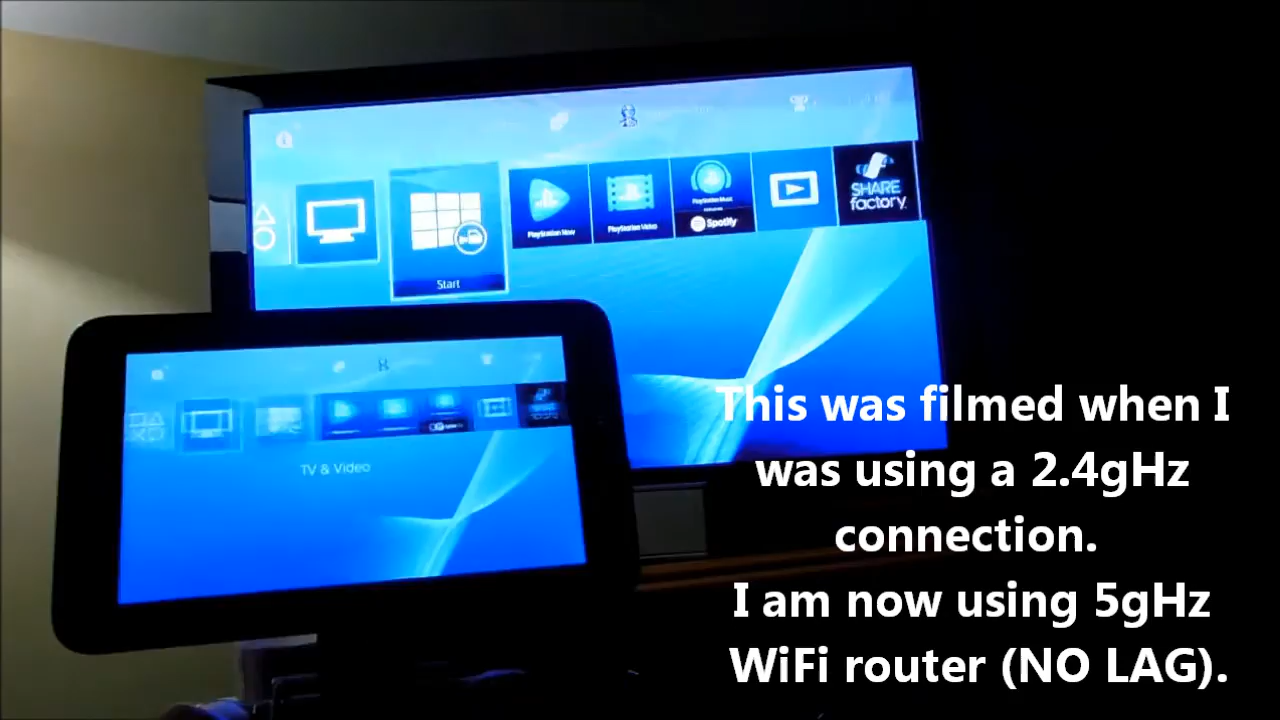 PlayStation Now
PlayStation Video
PlayStation Music
Spotify
SHARE
factory
Start
TV & Video
This was filmed when I
was using a 2.4gHz
connection.
I am now using 5gHz
WiFi router (NO LAG).